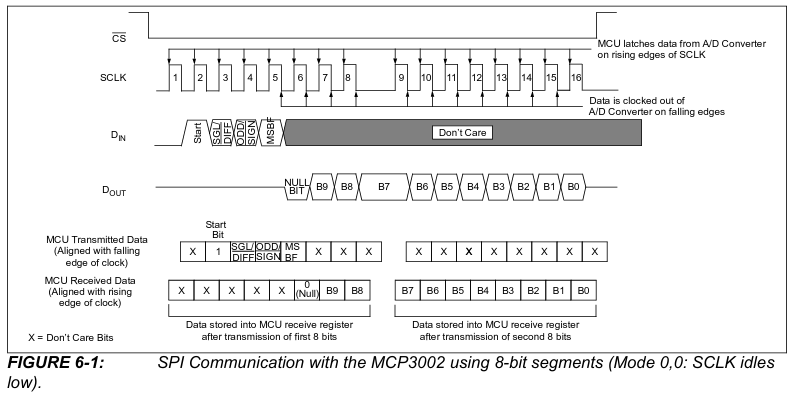 CS
MCU latches data from A/D Converter
on rising edges of SCLK
SCLK
1 2 3 4 5 6 7 8 9 10 11 12 13 14 15 16
Data is clocked out of
A/D Converter on falling edges
DIN
Start SGL/DIFF ODD/SIGN MSBF Don't Care
DOUT
NULL BIT B9 B8 B7 B6 B5 B4 B3 B2 B1 B0
Start
Bit
MCU Transmitted Data
(Aligned with falling
edge of clock)
X 1 SGL/DIFF ODD/SIGN MSBF X X X X X X X X X X X
MCU Received Data
(Aligned with rising
edge of clock)
X X X X X 0 (Null) B9 B8 B7 B6 B5 B4 B3 B2 B1 B0
Data stored into MCU receive register
after transmission of first 8 bits
Data stored into MCU receive register
after transmission of second 8 bits
X = Don't Care Bits
FIGURE 6-1: SPI Communication with the MCP3002 using 8-bit segments (Mode 0,0: SCLK idles
low).